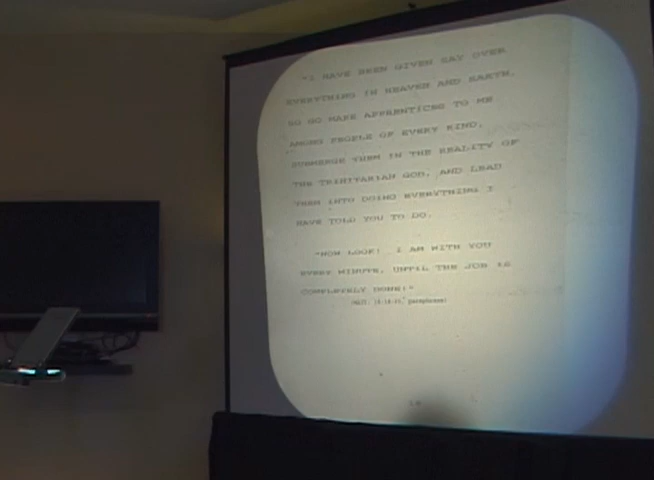 "I HAVE BEEN GIVEN SAY OVER
EVERYTHING IN HEAVEN AND EARTH,
SO GO MAKE APPRENTICES TO ME
AMONG PEOPLE OF EVERY KIND,
SUBMERGE THEM IN THE REALITY OF
THE TRINITARIAN GOD, AND LEAD
THEM INTO DOING EVERYTHING I
HAVE TOLD YOU TO DO.
"NOW LOOK! I AM WITH YOU
EVERY MINUTE, UNTIL THE JOB IS
COMPLETELY DONE!"
paraphrase)